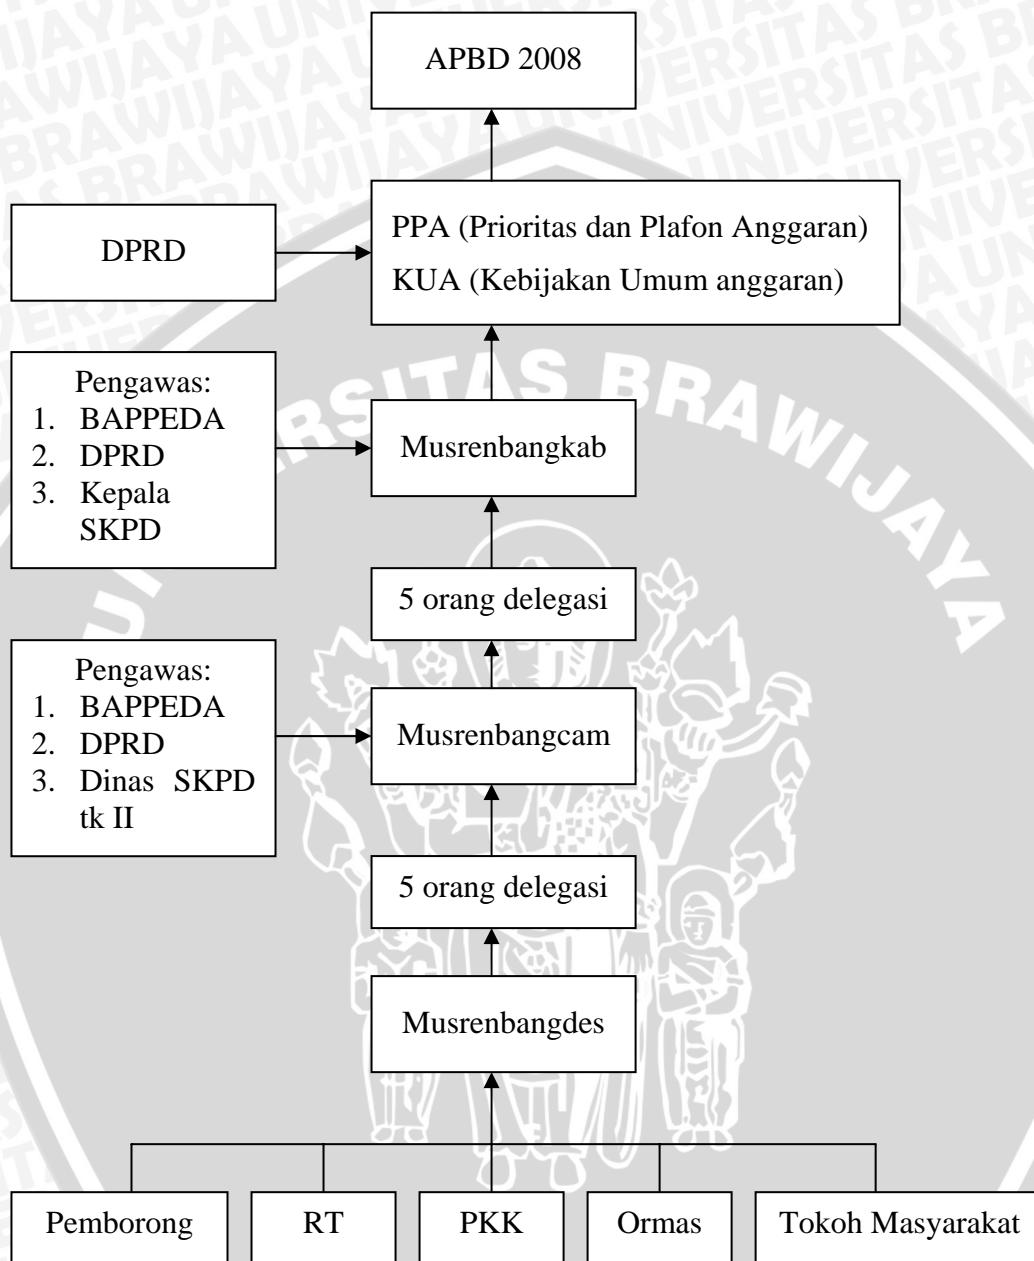 APBD 2008
DPRD
PPA (Prioritas dan Plafon Anggaran)
KUA (Kebijakan Umum anggaran)
Pengawas:
1. BAPPEDA
2. DPRD
3. Kepala
SKPD
Musrenbangkab
5 orang delegasi
Pengawas:
1. BAPPEDA
2. DPRD
3. Dinas SKPD
tk II
Musrenbangcam
5 orang delegasi
Musrenbangdes
Pemborong
RT
PKK
Ormas
Tokoh Masyarakat
UNIVERSITAS BRAWIJAYA